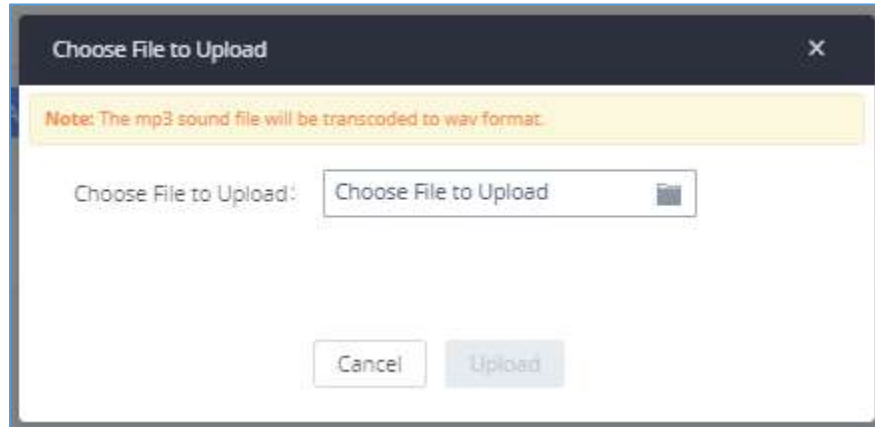 Choose File to Upload ×
Note: The mp3 sound file will be transcoded to wav format.
Choose File to Upload: Choose File to Upload
Cancel Upload